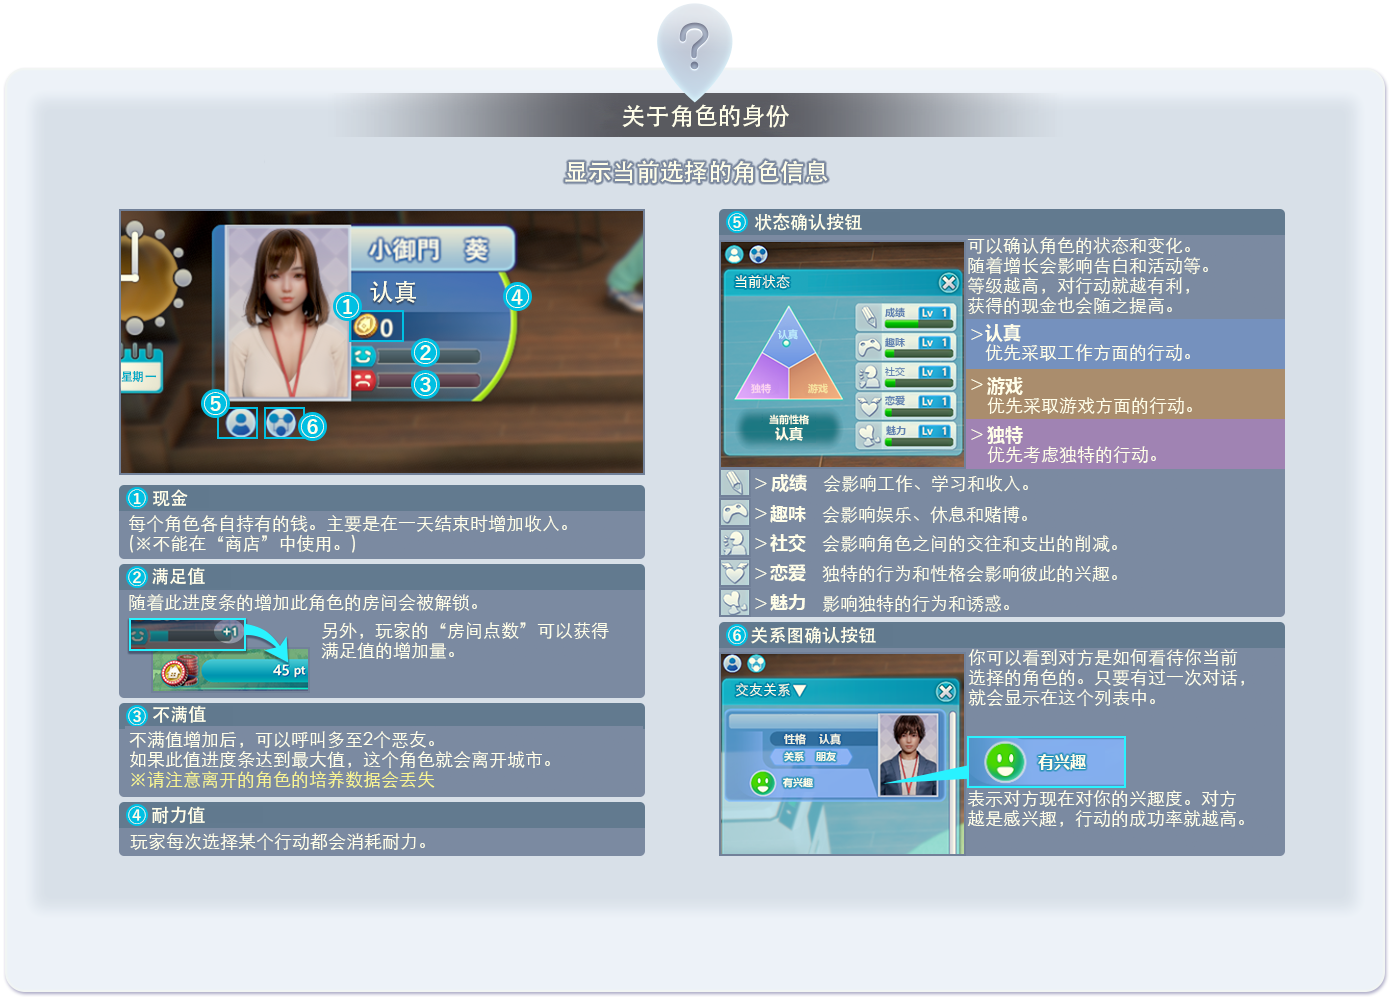 ?
关于角色的身份
显示当前选择的角色信息
小御門 葵
认真
① 0
②
③
④
星期一
⑤
⑥
① 现金
每个角色各自持有的钱。主要是在一天结束时增加收入。
(※不能在“商店”中使用。)
② 满足值
随着此进度条的增加此角色的房间会被解锁。
+1
45 pt
另外，玩家的“房间点数”可以获得
满足值的增加量。
③ 不满值
不满值增加后，可以呼叫多至2个恶友。
如果此值进度条达到最大值，这个角色就会离开城市。
※请注意离开的角色的培养数据会丢失
④ 耐力值
玩家每次选择某个行动都会消耗耐力。
⑤ 状态确认按钮
当前状态
认真
独特
游戏
当前性格
认真
成绩 Lv 1
趣味 Lv 1
社交 Lv 1
恋爱 Lv 1
魅力 Lv 1
可以确认角色的状态和变化。
随着增长会影响告白和活动等。
等级越高，对行动就越有利，
获得的现金也会随之提高。
>认真
优先采取工作方面的行动。
>游戏
优先采取游戏方面的行动。
>独特
优先考虑独特的行动。
>成绩 会影响工作、学习和收入。
>趣味 会影响娱乐、休息和赌博。
>社交 会影响角色之间的交往和支出的削减。
>恋爱 独特的行为和性格会影响彼此的兴趣。
>魅力 影响独特的行为和诱惑。
⑥ 关系图确认按钮
交友关系▼
性格 认真
关系 朋友
有兴趣
你可以看到对方是如何看待你当前
选择的角色的。只要有过一次对话，
就会显示在这个列表中。
有兴趣
表示对方现在对你的兴趣度。对方
越是感兴趣，行动的成功率就越高。